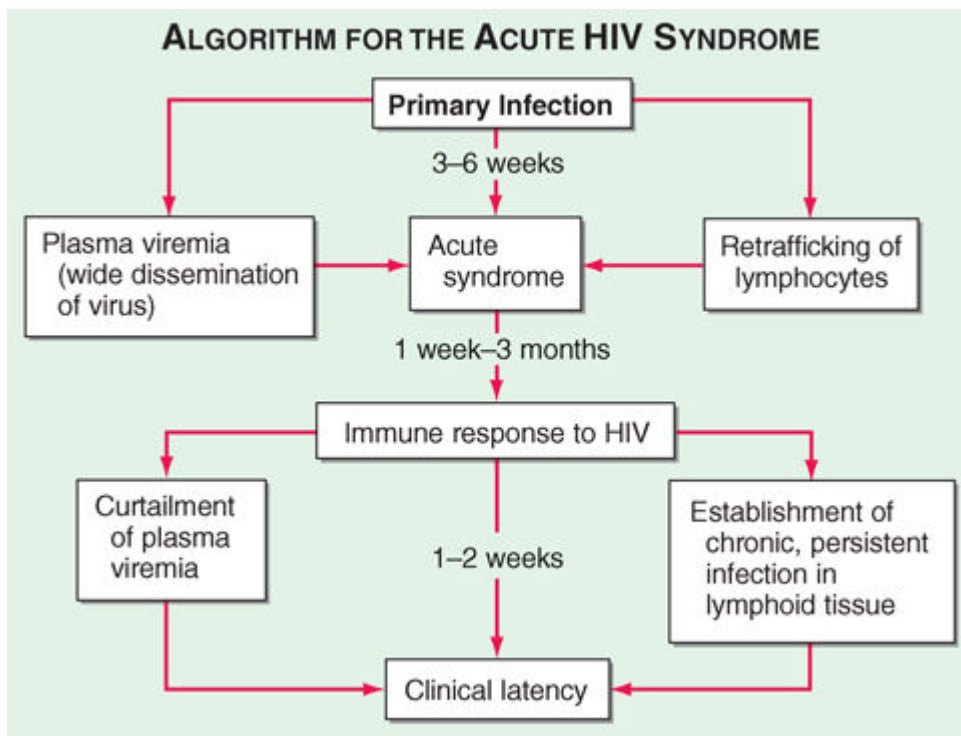 ALGORITHM FOR THE ACUTE HIV SYNDROME
Primary Infection
3–6 weeks
Plasma viremia
(wide dissemination
of virus)
Acute
syndrome
Retrafficking of
lymphocytes
1 week–3 months
Immune response to HIV
Curtailment
of plasma
viremia
1–2 weeks
Establishment of
chronic, persistent
infection in
lymphoid tissue
Clinical latency